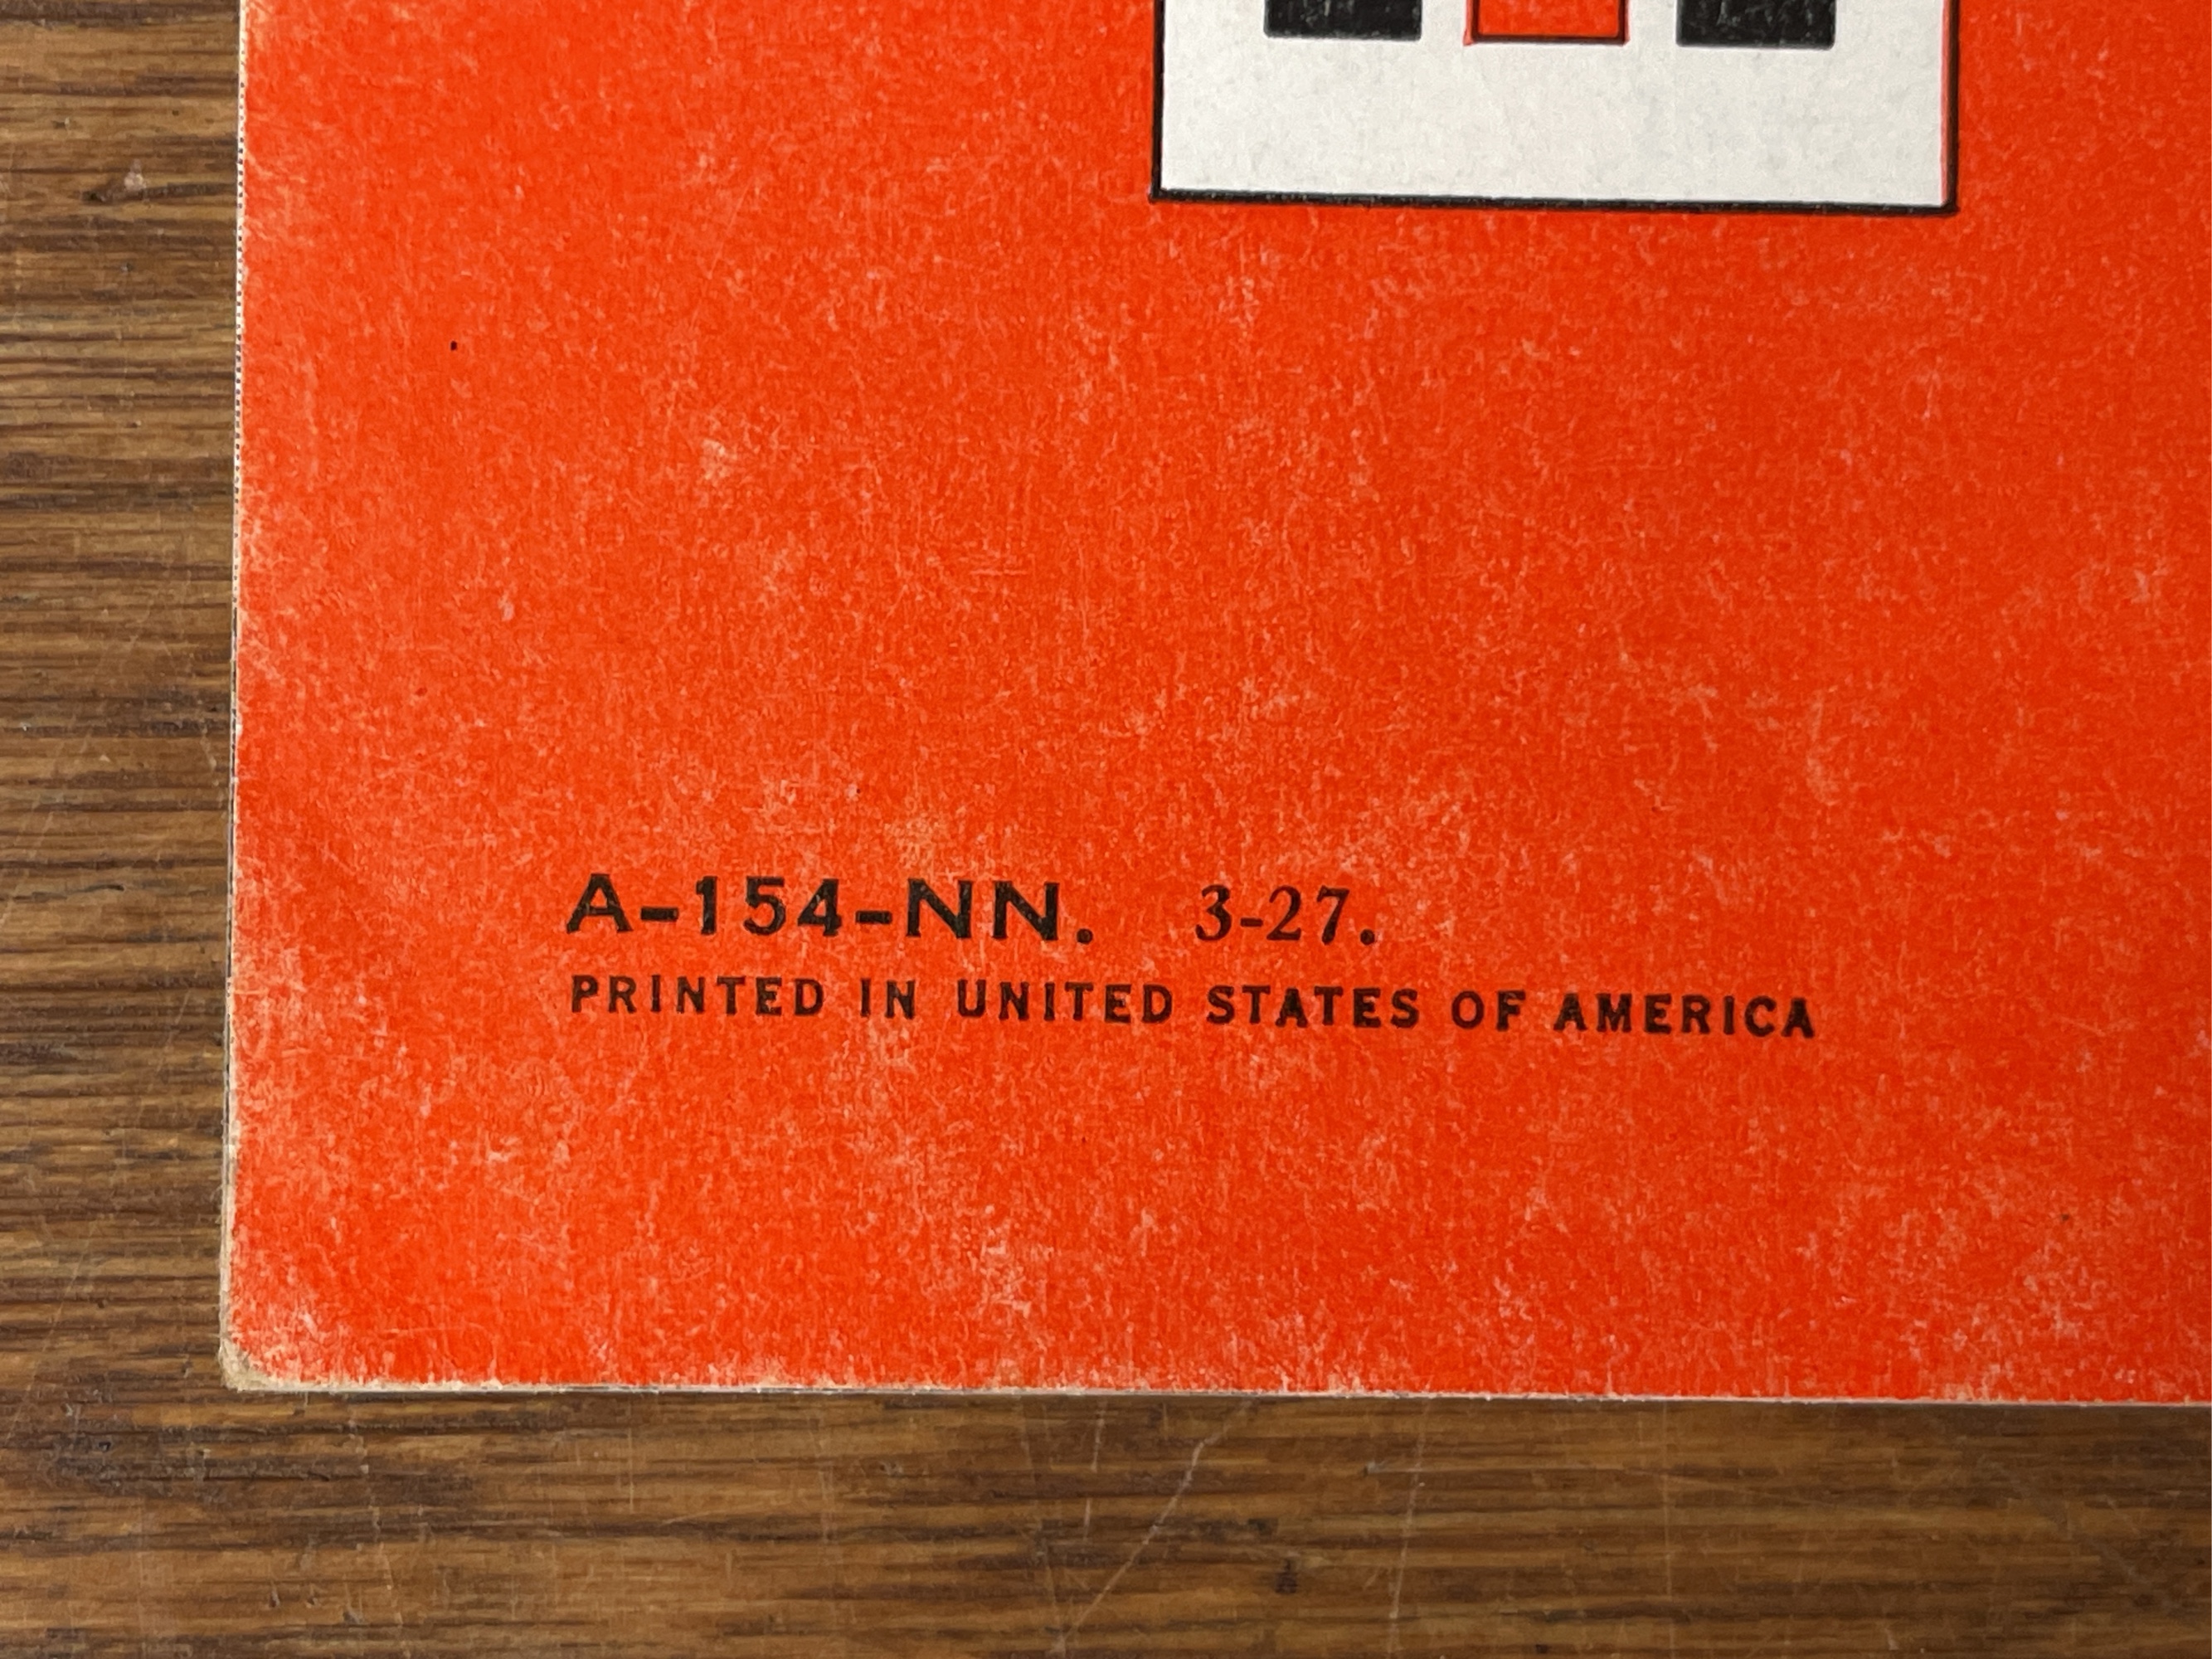 A-154-NN. 3-27.
PRINTED IN UNITED STATES OF AMERICA